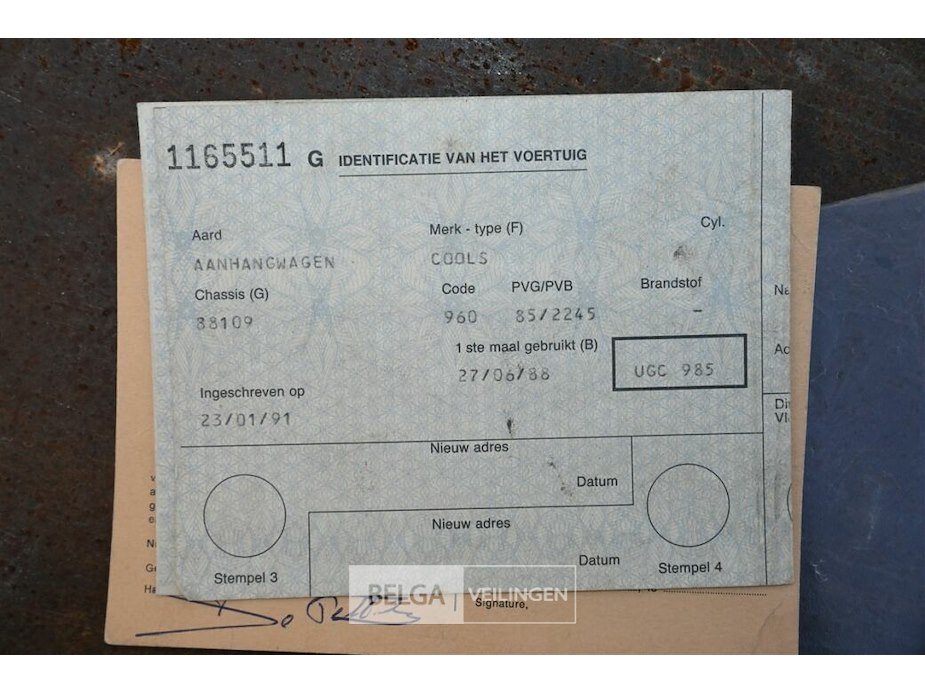 1165511 G IDENTIFICATIE VAN HET VOERTUIG
Aard Merk - type (F) Cyl.
AANHANGWAGEN COOLS
Chassis (G) Code PVG/PVB Brandstof
88109 960 85/2245 -
1 ste maal gebruikt (B)
27/06/88 UGC 985
Ingeschreven op
23/01/91
Nieuw adres
Datum
Nieuw adres
Datum
Stempel 3 Stempel 4
BELGA VEILINGEN
Signature,